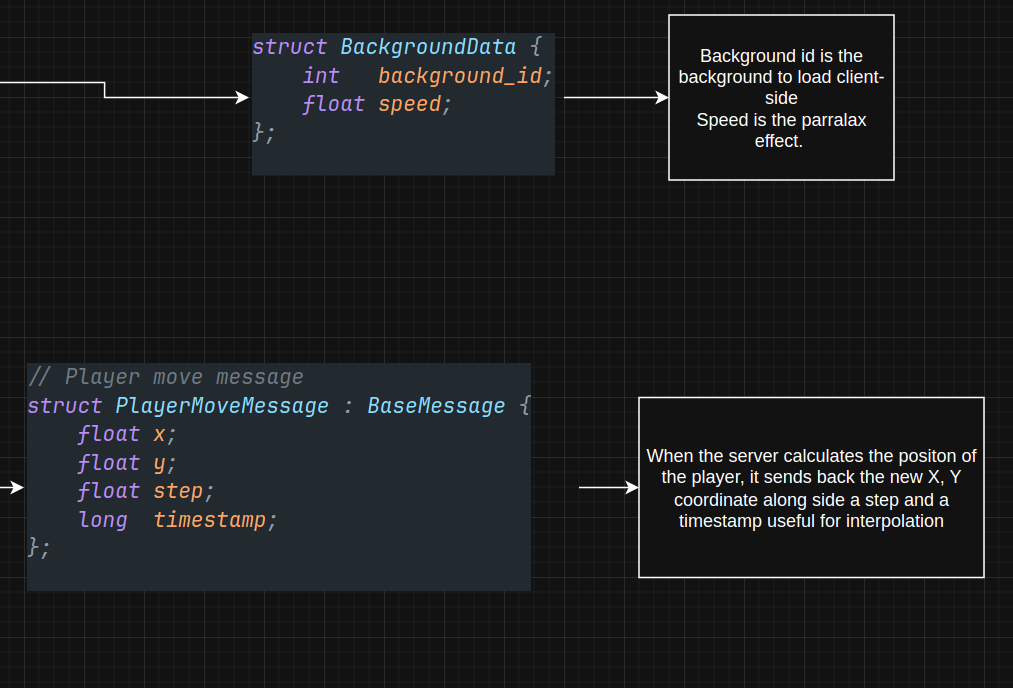 struct BackgroundData {
    int   background_id;
    float speed;
};
Background id is the
background to load client-
side
Speed is the parralax
effect.
// Player move message
struct PlayerMoveMessage : BaseMessage {
    float x;
    float y;
    float step;
    long  timestamp;
};
When the server calculates the positon of
the player, it sends back the new X, Y
coordinate along side a step and a
timestamp useful for interpolation